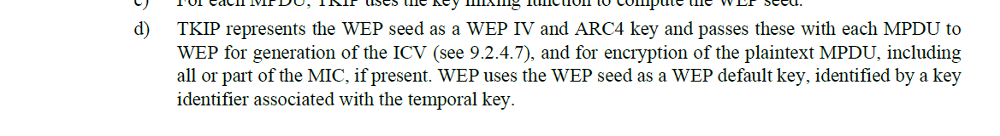 c) For each MPDU, TKIP uses the key mixing function to compute the WEP seed.
d) TKIP represents the WEP seed as a WEP IV and ARC4 key and passes these with each MPDU to
WEP for generation of the ICV (see 9.2.4.7), and for encryption of the plaintext MPDU, including
all or part of the MIC, if present. WEP uses the WEP seed as a WEP default key, identified by a key
identifier associated with the temporal key.